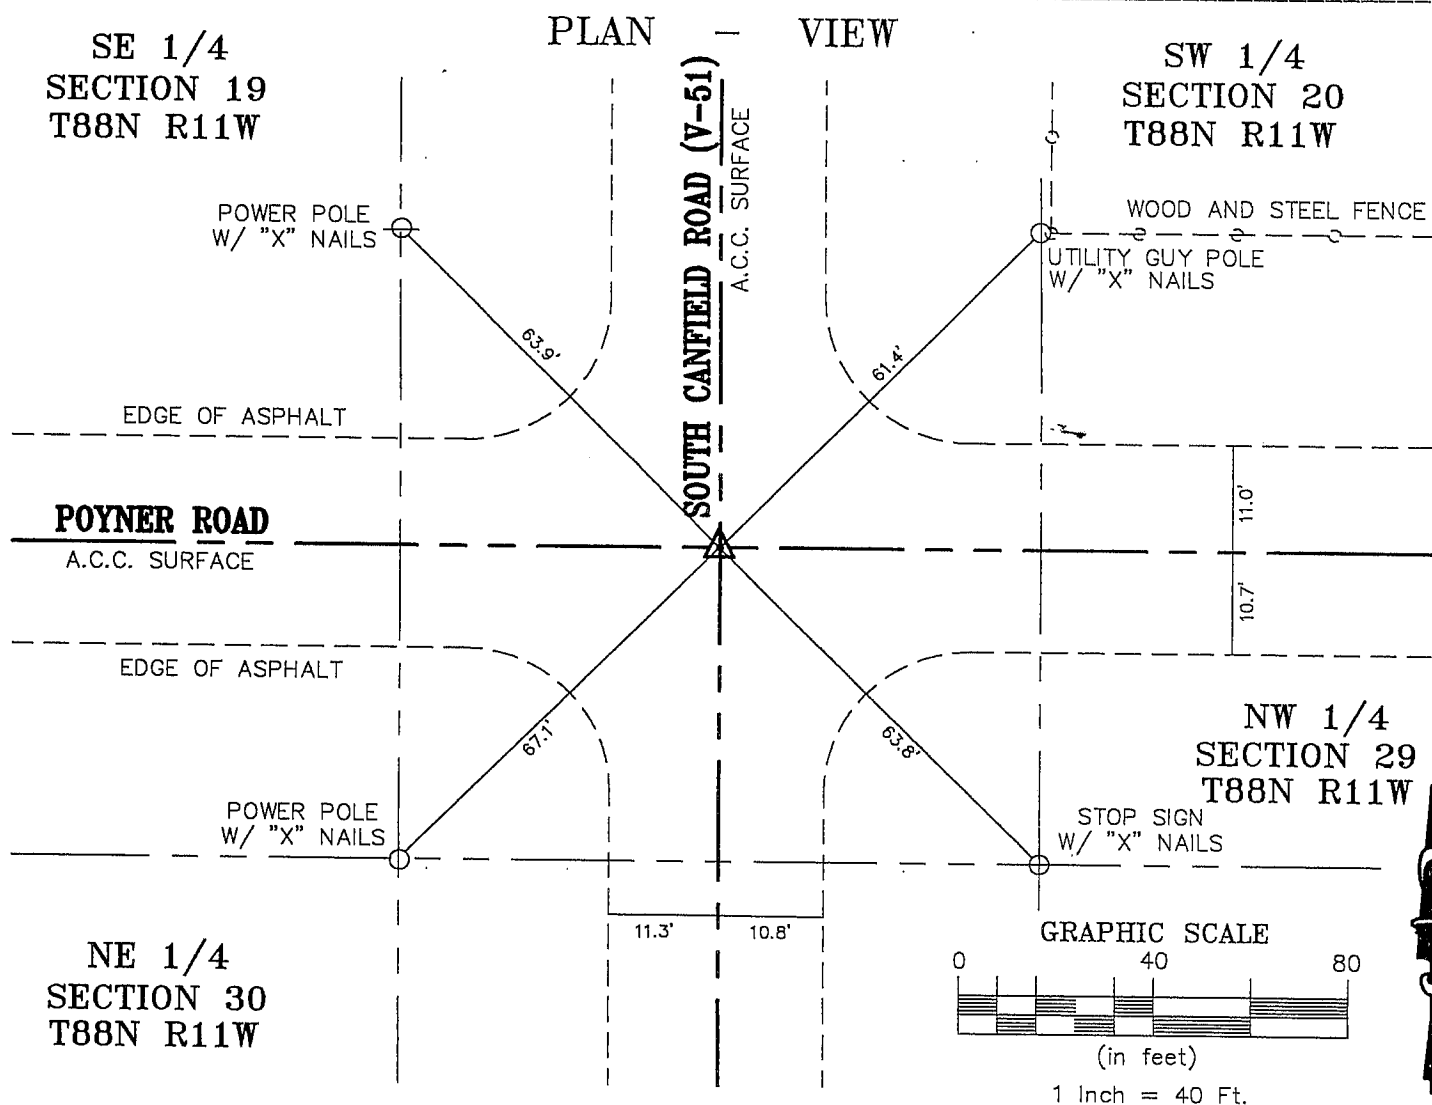 PLAN - VIEW
SE 1/4
SECTION 19
T88N R11W
SW 1/4
SECTION 20
T88N R11W
SOUTH CANFIELD ROAD (V-51)
A.C.C. SURFACE
POWER POLE
W/ "X" NAILS
WOOD AND STEEL FENCE
UTILITY GUY POLE
W/ "X" NAILS
63.9'
61.4'
EDGE OF ASPHALT
POYNER ROAD
A.C.C. SURFACE
11.0'
10.7'
EDGE OF ASPHALT
67.1'
63.8'
NW 1/4
SECTION 29
T88N R11W
POWER POLE
W/ "X" NAILS
STOP SIGN
W/ "X" NAILS
11.3'
10.8'
NE 1/4
SECTION 30
T88N R11W
GRAPHIC SCALE
0 40 80
(in feet)
1 Inch = 40 Ft.